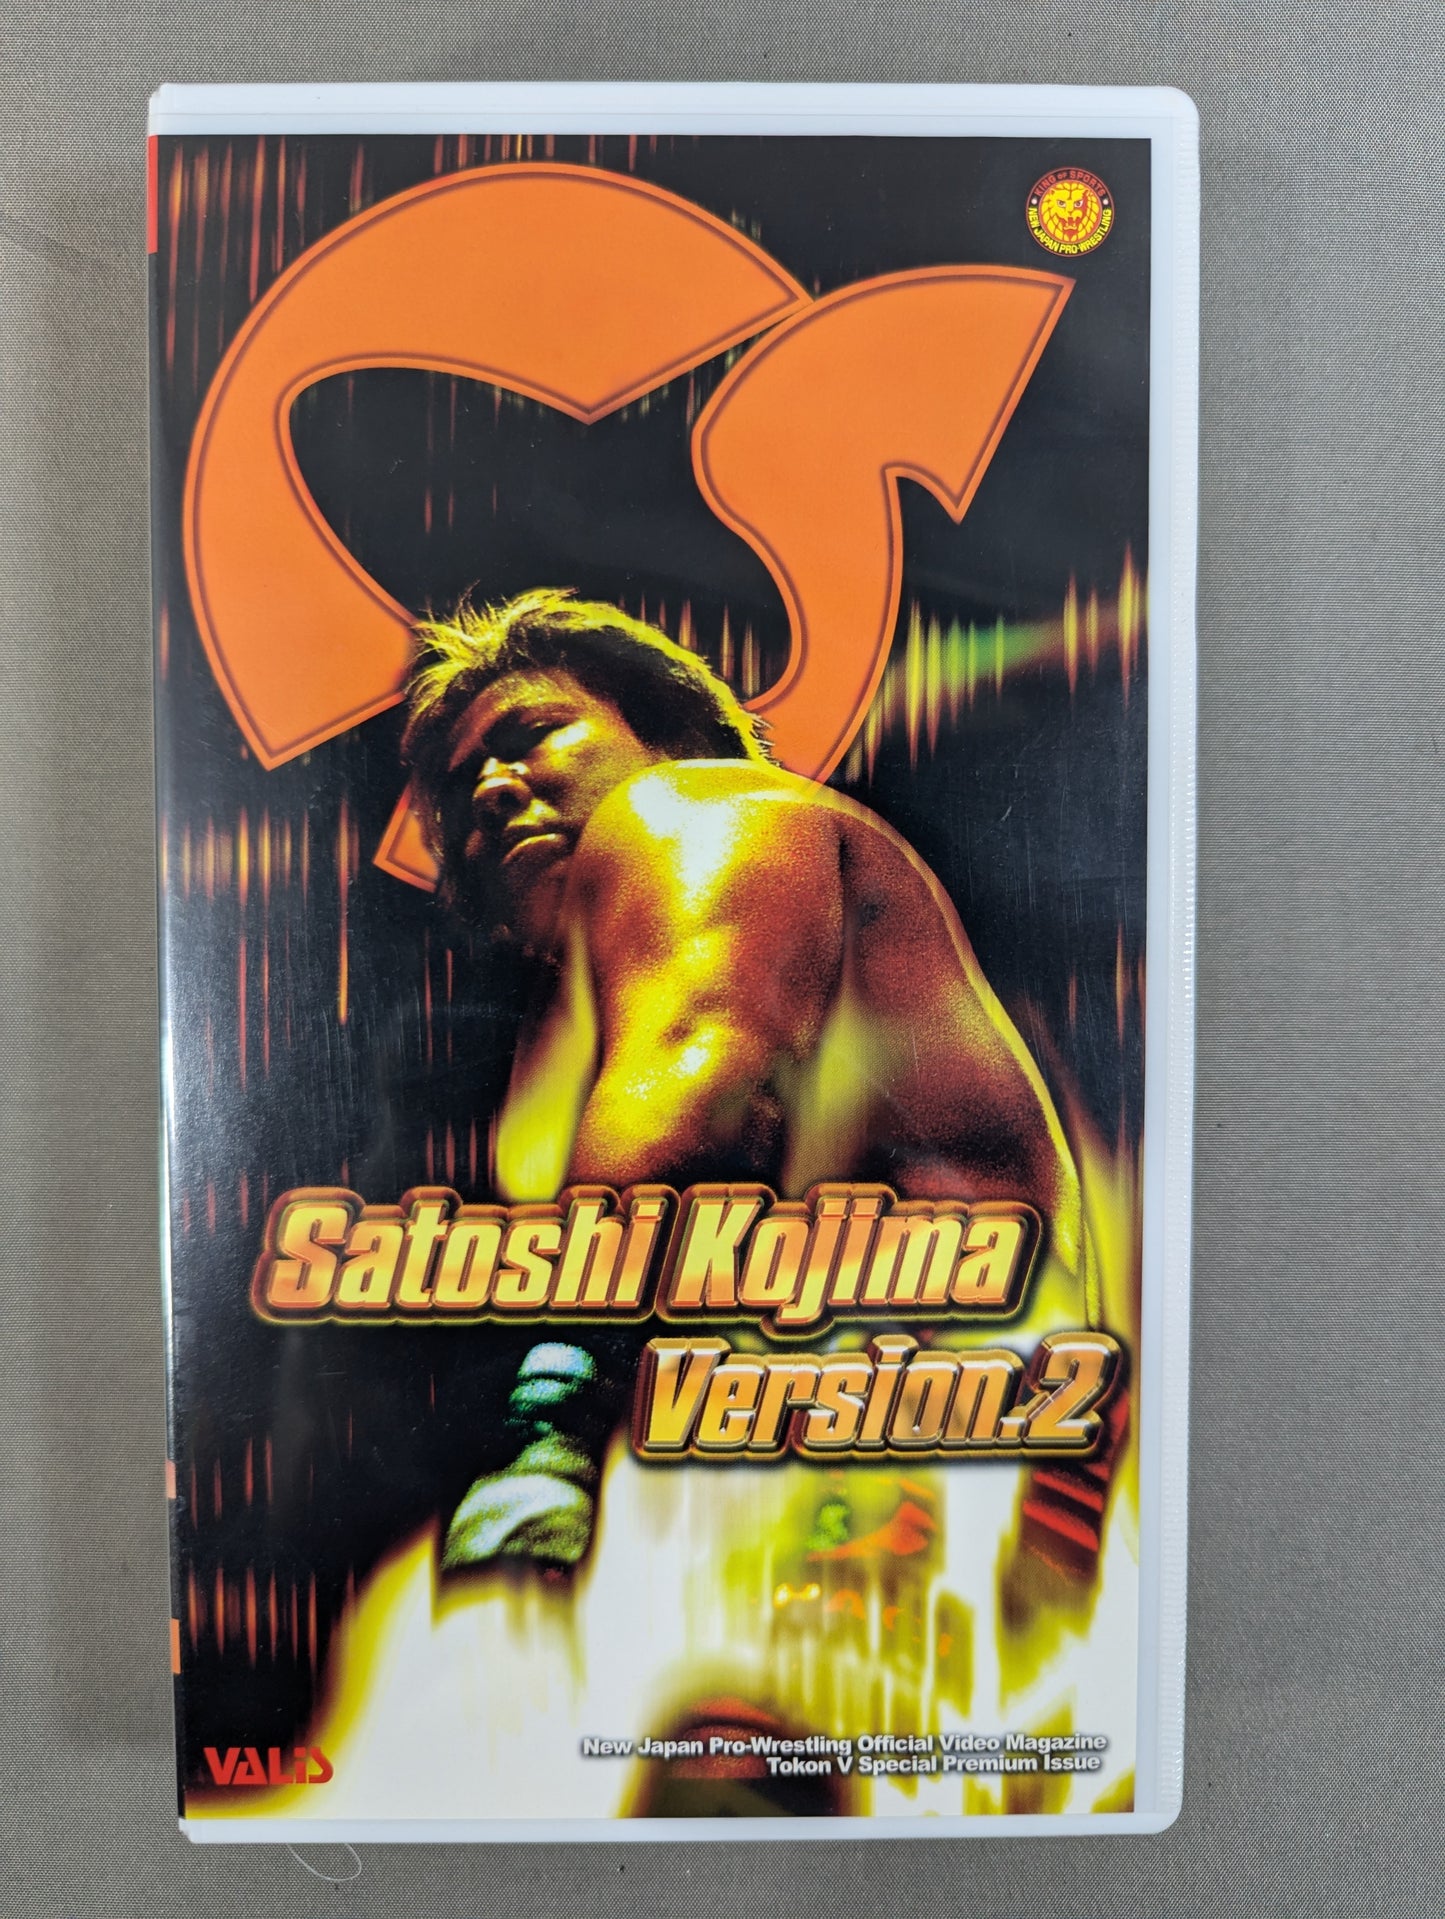 KING OF SPORTS
NEW JAPAN PRO-WRESTLING
Satoshi Kojima
Version.2
VALiS
New Japan Pro-Wrestling Official Video Magazine
Tokon V Special Premium Issue